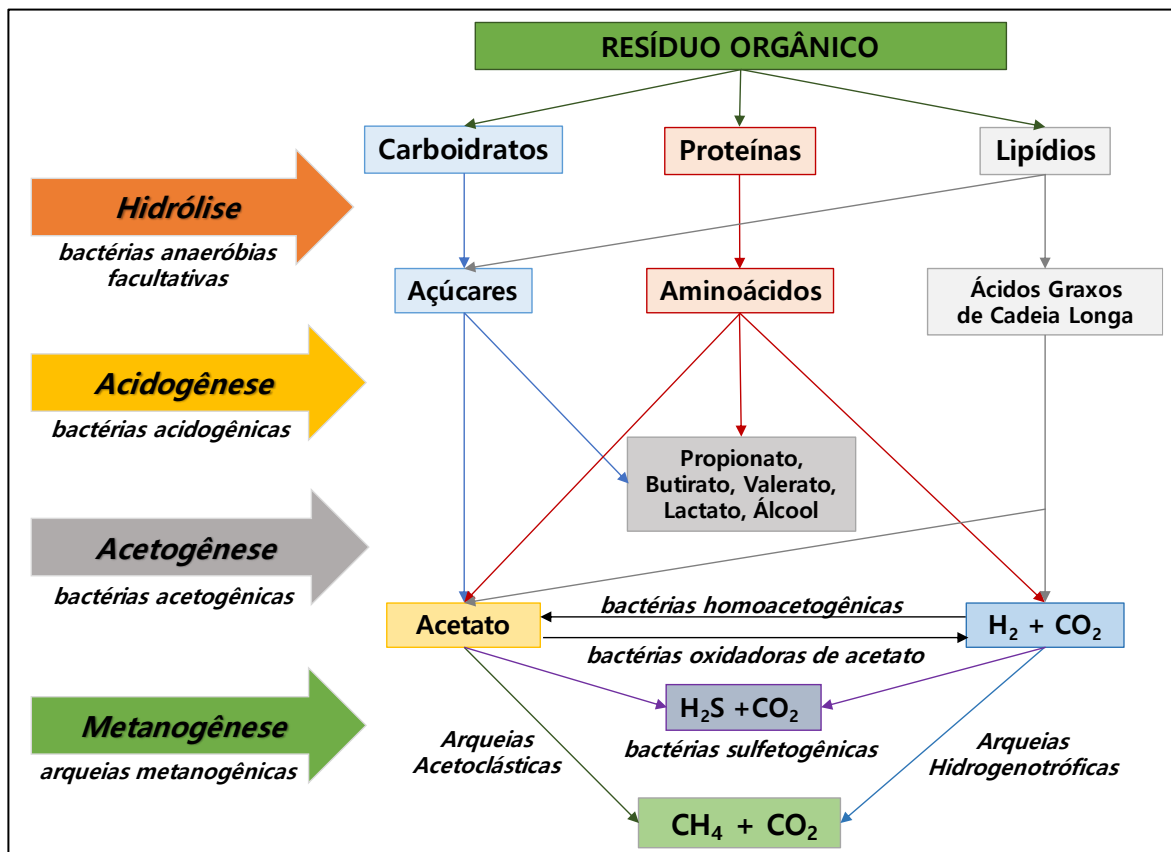 RESÍDUO ORGÂNICO
Carboidratos
Proteínas
Lipídios
Hidrólise
bactérias anaeróbias
facultativas
Açúcares
Aminoácidos
Ácidos Graxos
de Cadeia Longa
Acidogênese
bactérias acidogênicas
Propionato,
Butirato, Valerato,
Lactato, Álcool
Acetogênese
bactérias acetogênicas
Acetato
bactérias homoacetogênicas
bactérias oxidadoras de acetato
H₂ + CO₂
H₂S +CO₂
bactérias sulfetogênicas
Metanogênese
arqueias metanogênicas
Arqueias
Acetoclásticas
Arqueias
Hidrogenotróficas
CH₄ + CO₂